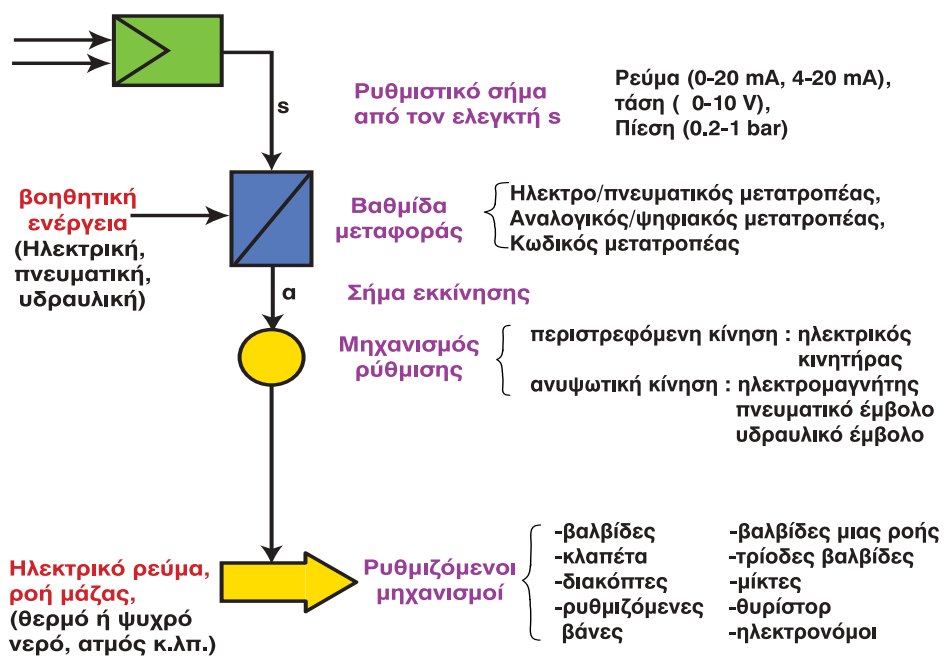 s
Ρυθμιστικό σήμα
από τον ελεγκτή s
Ρεύμα (0-20 mA, 4-20 mA),
τάση ( 0-10 V),
Πίεση (0.2-1 bar)
βοηθητική
ενέργεια
(Ηλεκτρική,
πνευματική,
υδραυλική)
Βαθμίδα
μεταφοράς
Ηλεκτρο/πνευματικός μετατροπέας,
Αναλογικός/ψηφιακός μετατροπέας,
Κωδικός μετατροπέας
α
Σήμα εκκίνησης
Μηχανισμός
ρύθμισης
περιστρεφόμενη κίνηση : ηλεκτρικός
κινητήρας
ανυψωτική κίνηση : ηλεκτρομαγνήτης
πνευματικό έμβολο
υδραυλικό έμβολο
Ηλεκτρικό ρεύμα,
ροή μάζας,
(θερμό ή ψυχρό
νερό, ατμός κ.λπ.)
Ρυθμιζόμενοι
μηχανισμοί
-βαλβίδες
-κλαπέτα
-διακόπτες
-ρυθμιζόμενες
βάνες
-βαλβίδες μιας ροής
-τρίοδες βαλβίδες
-μίκτες
-θυρίστορ
-ηλεκτρονόμοι